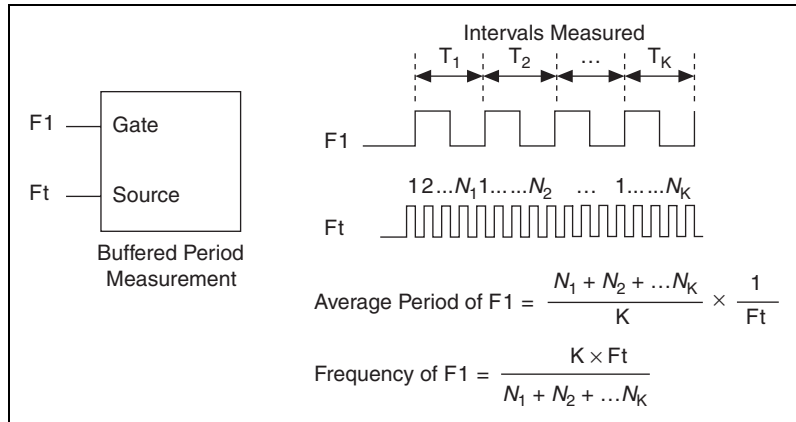 Intervals Measured
T1 T2 … TK
F1 Gate
Ft Source
Buffered Period
Measurement
F1
1 2 ...N1 1... ...N2 … 1... ...NK
Ft
Average Period of F1 = N1 + N2 + …NK / K × 1 / Ft
Frequency of F1 = K × Ft / N1 + N2 + …NK